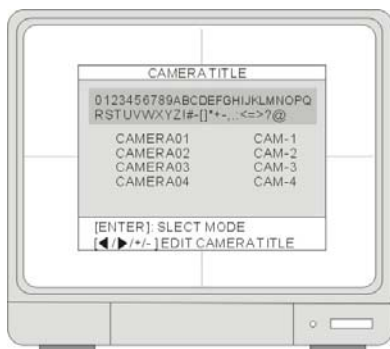 CAMERA TITLE
0123456789ABCDEFGHIJKLMNOPQ
RSTUVWXYZ!#-[]*+-,.:<=>?@
CAMERA01 CAM-1
CAMERA02 CAM-2
CAMERA03 CAM-3
CAMERA04 CAM-4
[ENTER]: SLECT MODE
[◀/▶/+/-] EDIT CAMERA TITLE